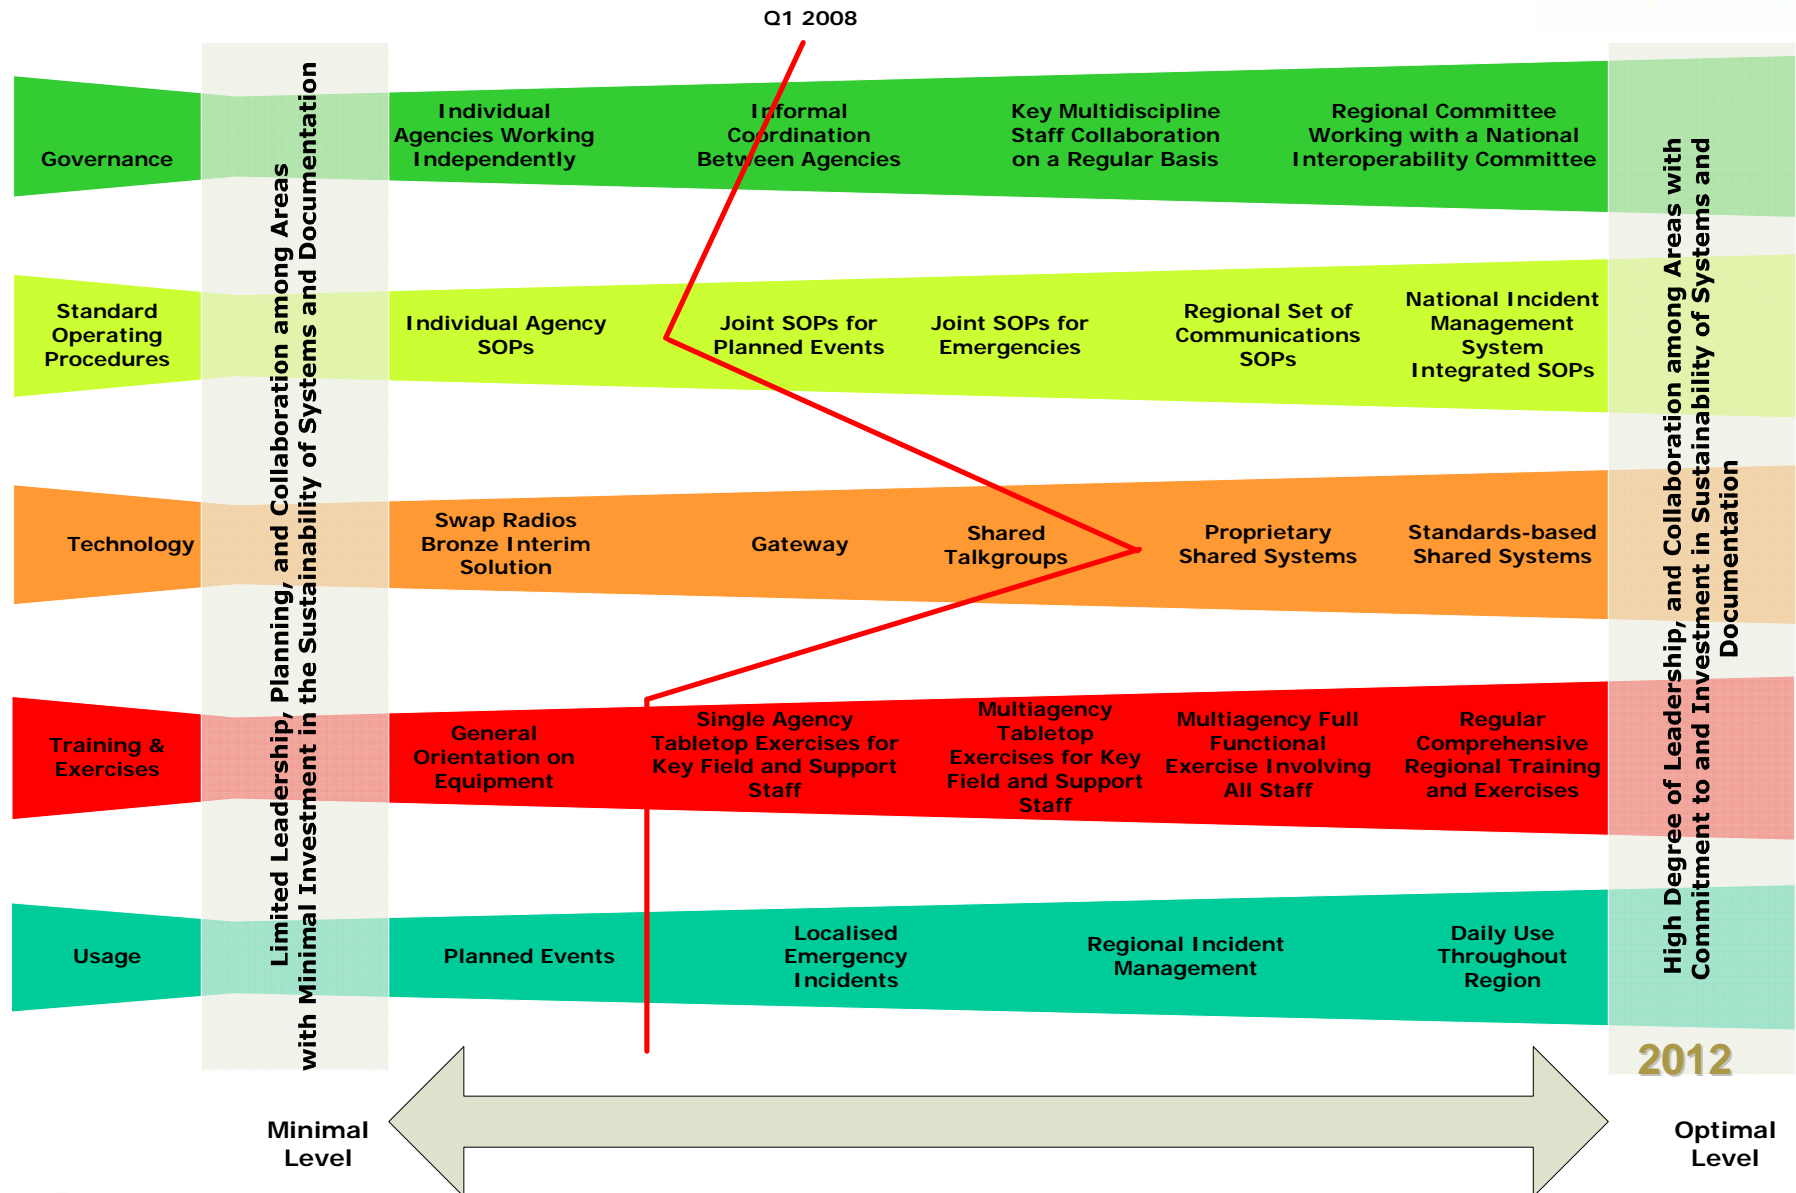 Q1 2008
Governance
Individual
Agencies Working
Independently
Informal
Coordination
Between Agencies
Key Multidiscipline
Staff Collaboration
on a Regular Basis
Regional Committee
Working with a National
Interoperability Committee
Standard
Operating
Procedures
Individual Agency
SOPs
Joint SOPs for
Planned Events
Joint SOPs for
Emergencies
Regional Set of
Communications
SOPs
National Incident
Management
System
Integrated SOPs
Technology
Swap Radios
Bronze Interim
Solution
Gateway
Shared
Talkgroups
Proprietary
Shared Systems
Standards-based
Shared Systems
Training &
Exercises
General
Orientation on
Equipment
Single Agency
Tabletop Exercises for
Key Field and Support
Staff
Multiagency
Tabletop
Exercises for Key
Field and Support
Staff
Multiagency Full
Functional
Exercise Involving
All Staff
Regular
Comprehensive
Regional Training
and Exercises
Usage
Planned Events
Localised
Emergency
Incidents
Regional Incident
Management
Daily Use
Throughout
Region
Limited Leadership, Planning, and Collaboration among Areas
with Minimal Investment in the Sustainability of Systems and Documentation
High Degree of Leadership, and Collaboration among Areas with
Commitment to and Investment in Sustainability of Systems and
Documentation
2012
Minimal
Level
Optimal
Level